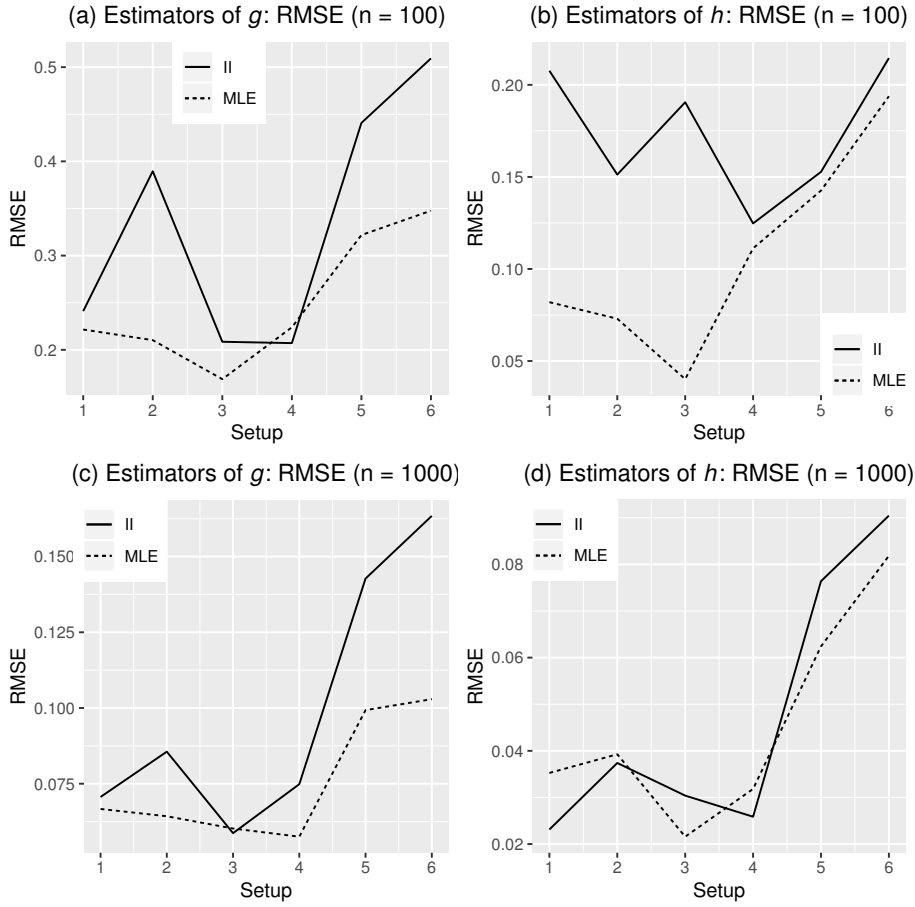 (a) Estimators of g: RMSE (n = 100)
II
MLE
0.5
0.4
0.3
0.2
RMSE
1 2 3 4 5 6
Setup
(b) Estimators of h: RMSE (n = 100)
0.20
0.15
0.10
0.05
RMSE
II
MLE
1 2 3 4 5 6
Setup
(c) Estimators of g: RMSE (n = 1000)
II
MLE
0.150
0.125
0.100
0.075
RMSE
1 2 3 4 5 6
Setup
(d) Estimators of h: RMSE (n = 1000)
II
MLE
0.08
0.06
0.04
0.02
RMSE
1 2 3 4 5 6
Setup